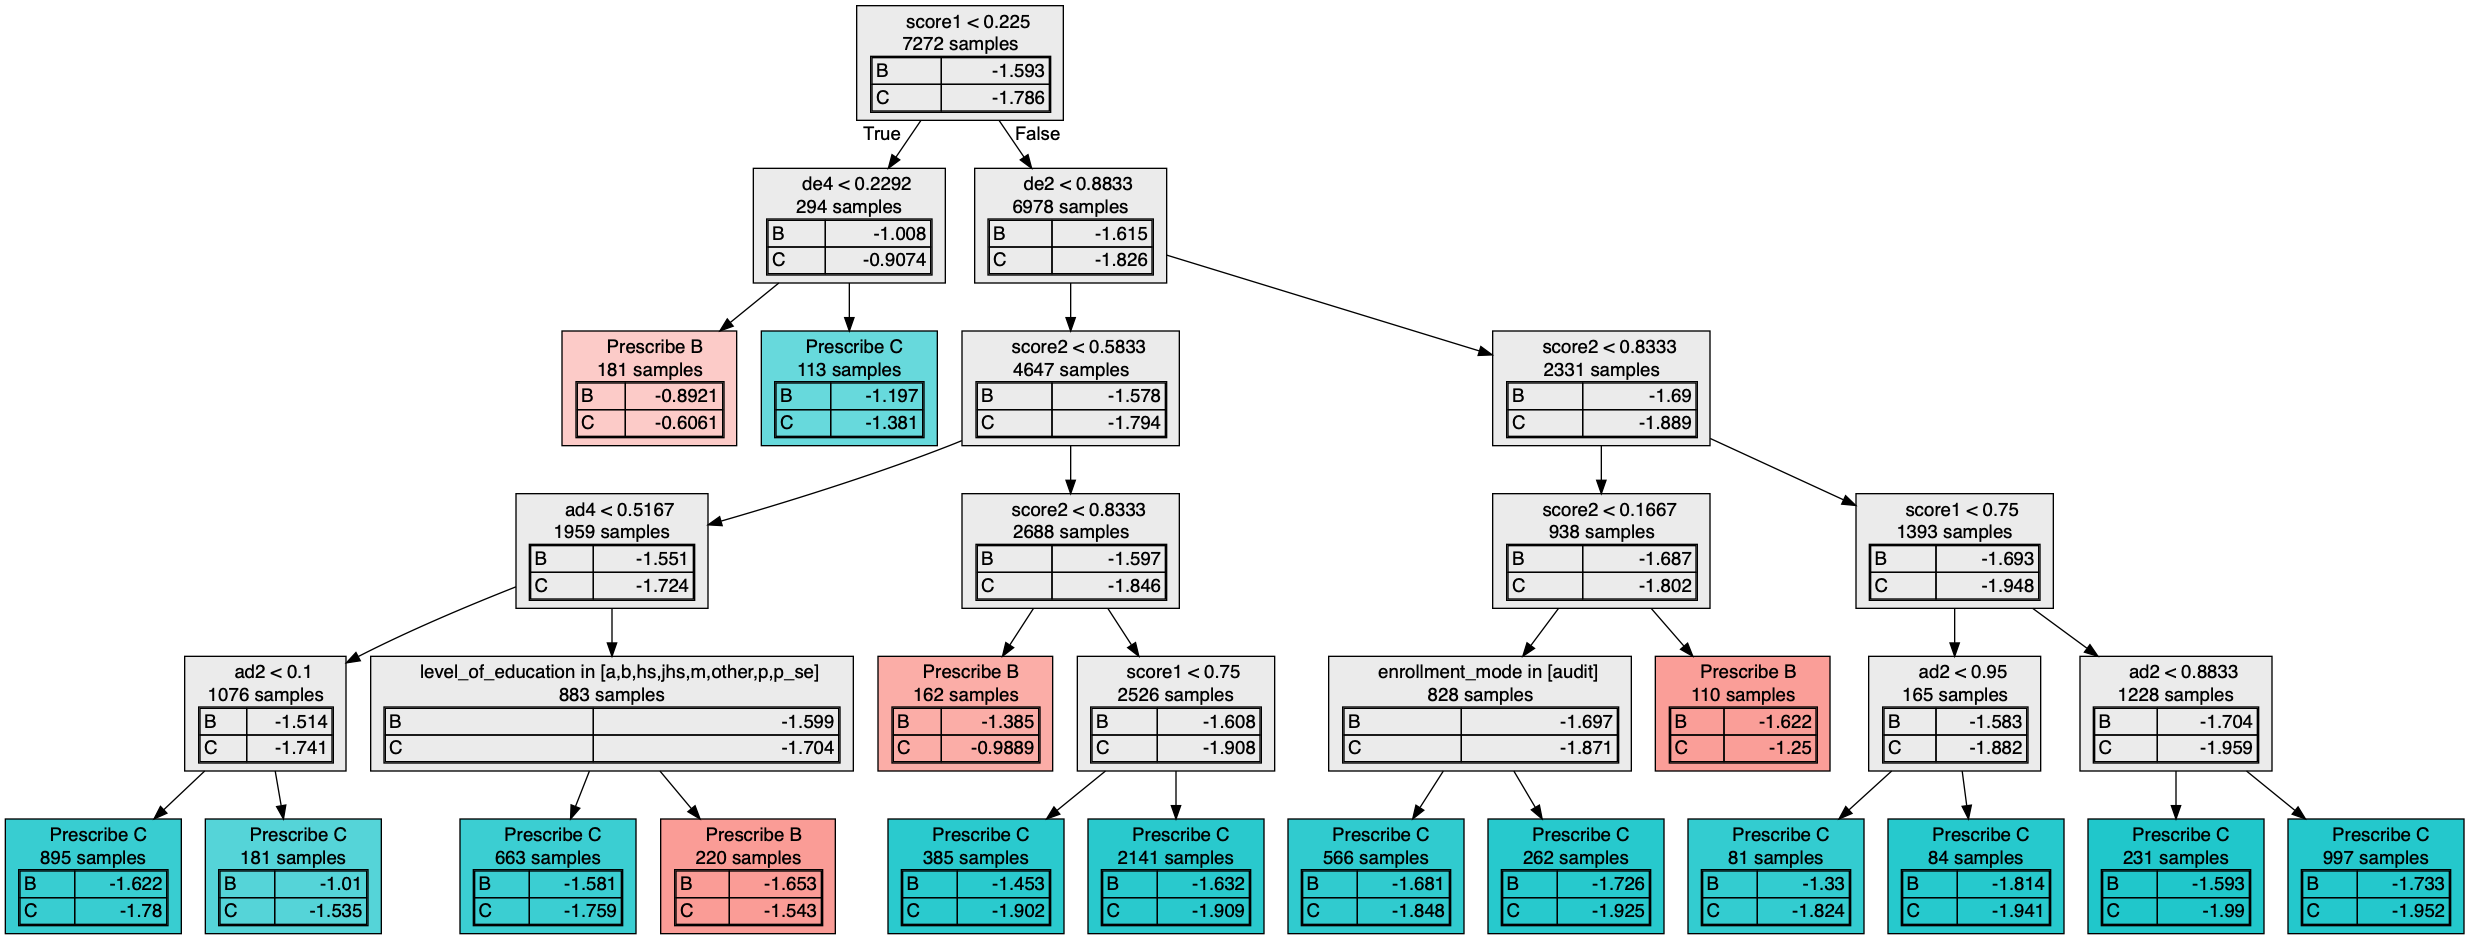 score1 < 0.225
7272 samples
B -1.593
C -1.786
True
False
de4 < 0.2292
294 samples
B -1.008
C -0.9074
de2 < 0.8833
6978 samples
B -1.615
C -1.826
Prescribe B
181 samples
B -0.8921
C -0.6061
Prescribe C
113 samples
B -1.197
C -1.381
score2 < 0.5833
4647 samples
B -1.578
C -1.794
score2 < 0.8333
2331 samples
B -1.69
C -1.889
ad4 < 0.5167
1959 samples
B -1.551
C -1.724
score2 < 0.8333
2688 samples
B -1.597
C -1.846
score2 < 0.1667
938 samples
B -1.687
C -1.802
score1 < 0.75
1393 samples
B -1.693
C -1.948
ad2 < 0.1
1076 samples
B -1.514
C -1.741
level_of_education in [a,b,hs,jhs,m,other,p,p_se]
883 samples
B -1.599
C -1.704
Prescribe B
162 samples
B -1.385
C -0.9889
score1 < 0.75
2526 samples
B -1.608
C -1.908
enrollment_mode in [audit]
828 samples
B -1.697
C -1.871
Prescribe B
110 samples
B -1.622
C -1.25
ad2 < 0.95
165 samples
B -1.583
C -1.882
ad2 < 0.8833
1228 samples
B -1.704
C -1.959
Prescribe C
895 samples
B -1.622
C -1.78
Prescribe C
181 samples
B -1.01
C -1.535
Prescribe C
663 samples
B -1.581
C -1.759
Prescribe B
220 samples
B -1.653
C -1.543
Prescribe C
385 samples
B -1.453
C -1.902
Prescribe C
2141 samples
B -1.632
C -1.909
Prescribe C
566 samples
B -1.681
C -1.848
Prescribe C
262 samples
B -1.726
C -1.925
Prescribe C
81 samples
B -1.33
C -1.824
Prescribe C
84 samples
B -1.814
C -1.941
Prescribe C
231 samples
B -1.593
C -1.99
Prescribe C
997 samples
B -1.733
C -1.952